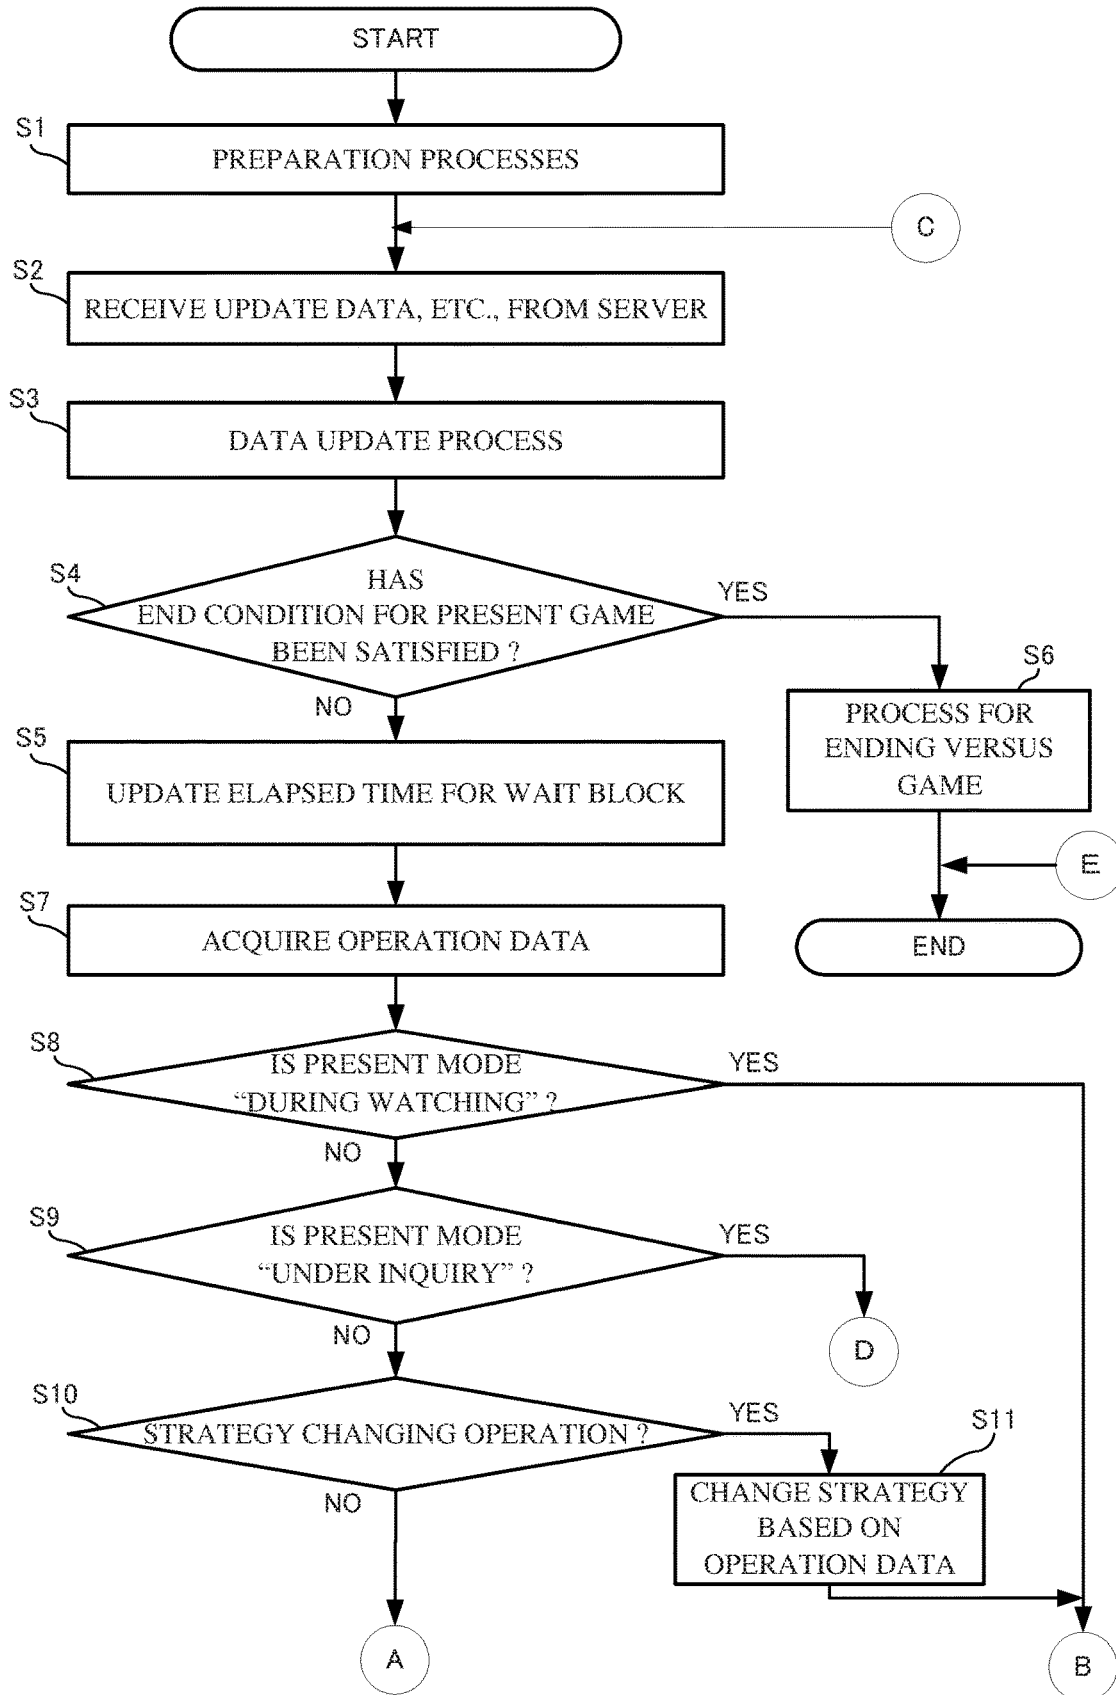 START
S1
PREPARATION PROCESSES
C
S2
RECEIVE UPDATE DATA, ETC., FROM SERVER
S3
DATA UPDATE PROCESS
S4
HAS
END CONDITION FOR PRESENT GAME
BEEN SATISFIED ?
YES
NO
S6
PROCESS FOR
ENDING VERSUS
GAME
S5
UPDATE ELAPSED TIME FOR WAIT BLOCK
E
S7
ACQUIRE OPERATION DATA
END
S8
IS PRESENT MODE
“DURING WATCHING” ?
YES
NO
S9
IS PRESENT MODE
“UNDER INQUIRY” ?
YES
NO
D
S10
STRATEGY CHANGING OPERATION ?
YES
NO
S11
CHANGE STRATEGY
BASED ON
OPERATION DATA
A
B